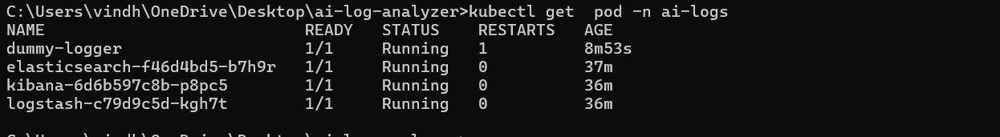 C:\Users\vindh\OneDrive\Desktop\ai-log-analyzer>kubectl get  pod -n ai-logs
NAME                            READY   STATUS    RESTARTS   AGE
dummy-logger                    1/1     Running   1          8m53s
elasticsearch-f46d4bd5-b7h9r    1/1     Running   0          37m
kibana-6d6b597c8b-p8pc5         1/1     Running   0          36m
logstash-c79d9c5d-kgh7t         1/1     Running   0          36m